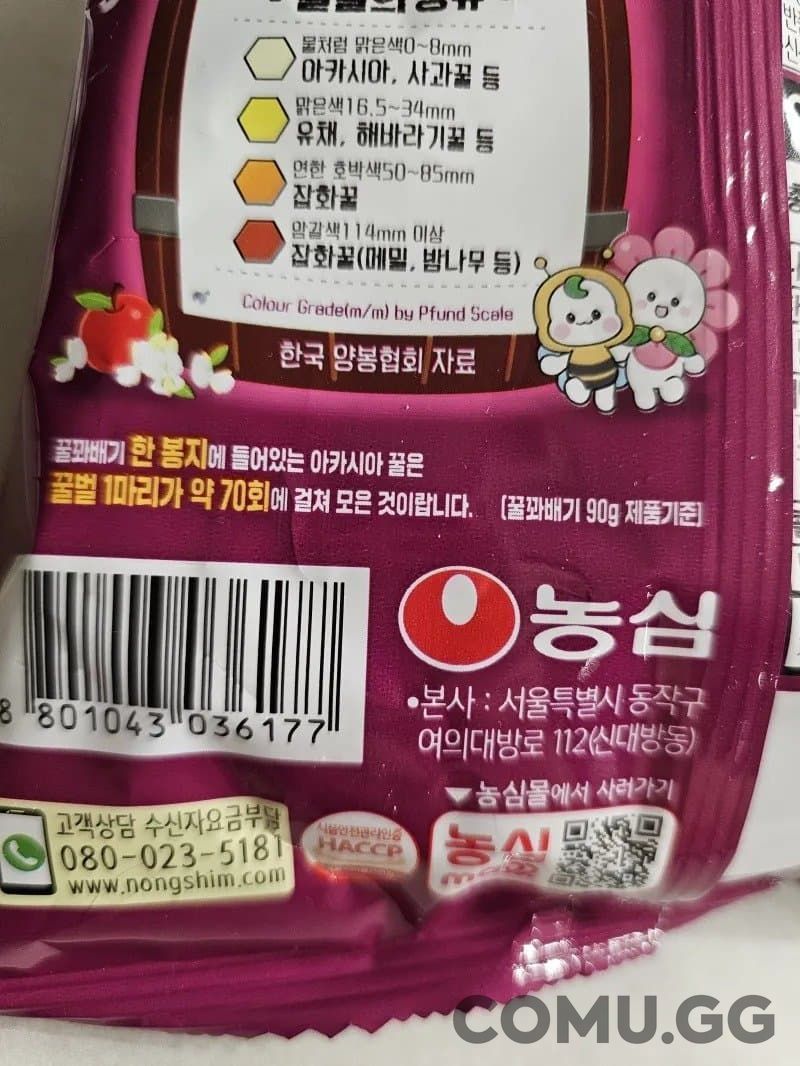 물처럼 맑은색0~8mm
아카시아, 사과꿀 등
맑은색16.5~34mm
유채, 해바라기꿀 등
연한 호박색50~85mm
잡화꿀
암갈색114mm 이상
잡화꿀(메밀, 밤나무 등)
Colour Grade(m/m) by Pfund Scale
한국 양봉협회 자료
꿀꽈배기 한 봉지에 들어있는 아카시아 꿀은
꿀벌 1마리가 약 70회에 걸쳐 모은 것이랍니다. [꿀꽈배기 90g 제품기준]
8 801043 036177
농심
•본사 : 서울특별시 동작구
여의대방로 112(신대방동)
▼농심몰에서 사러가기
고객상담 수신자요금부담
080-023-5181
www.nongshim.com
HACCP
농심
COMU.GG